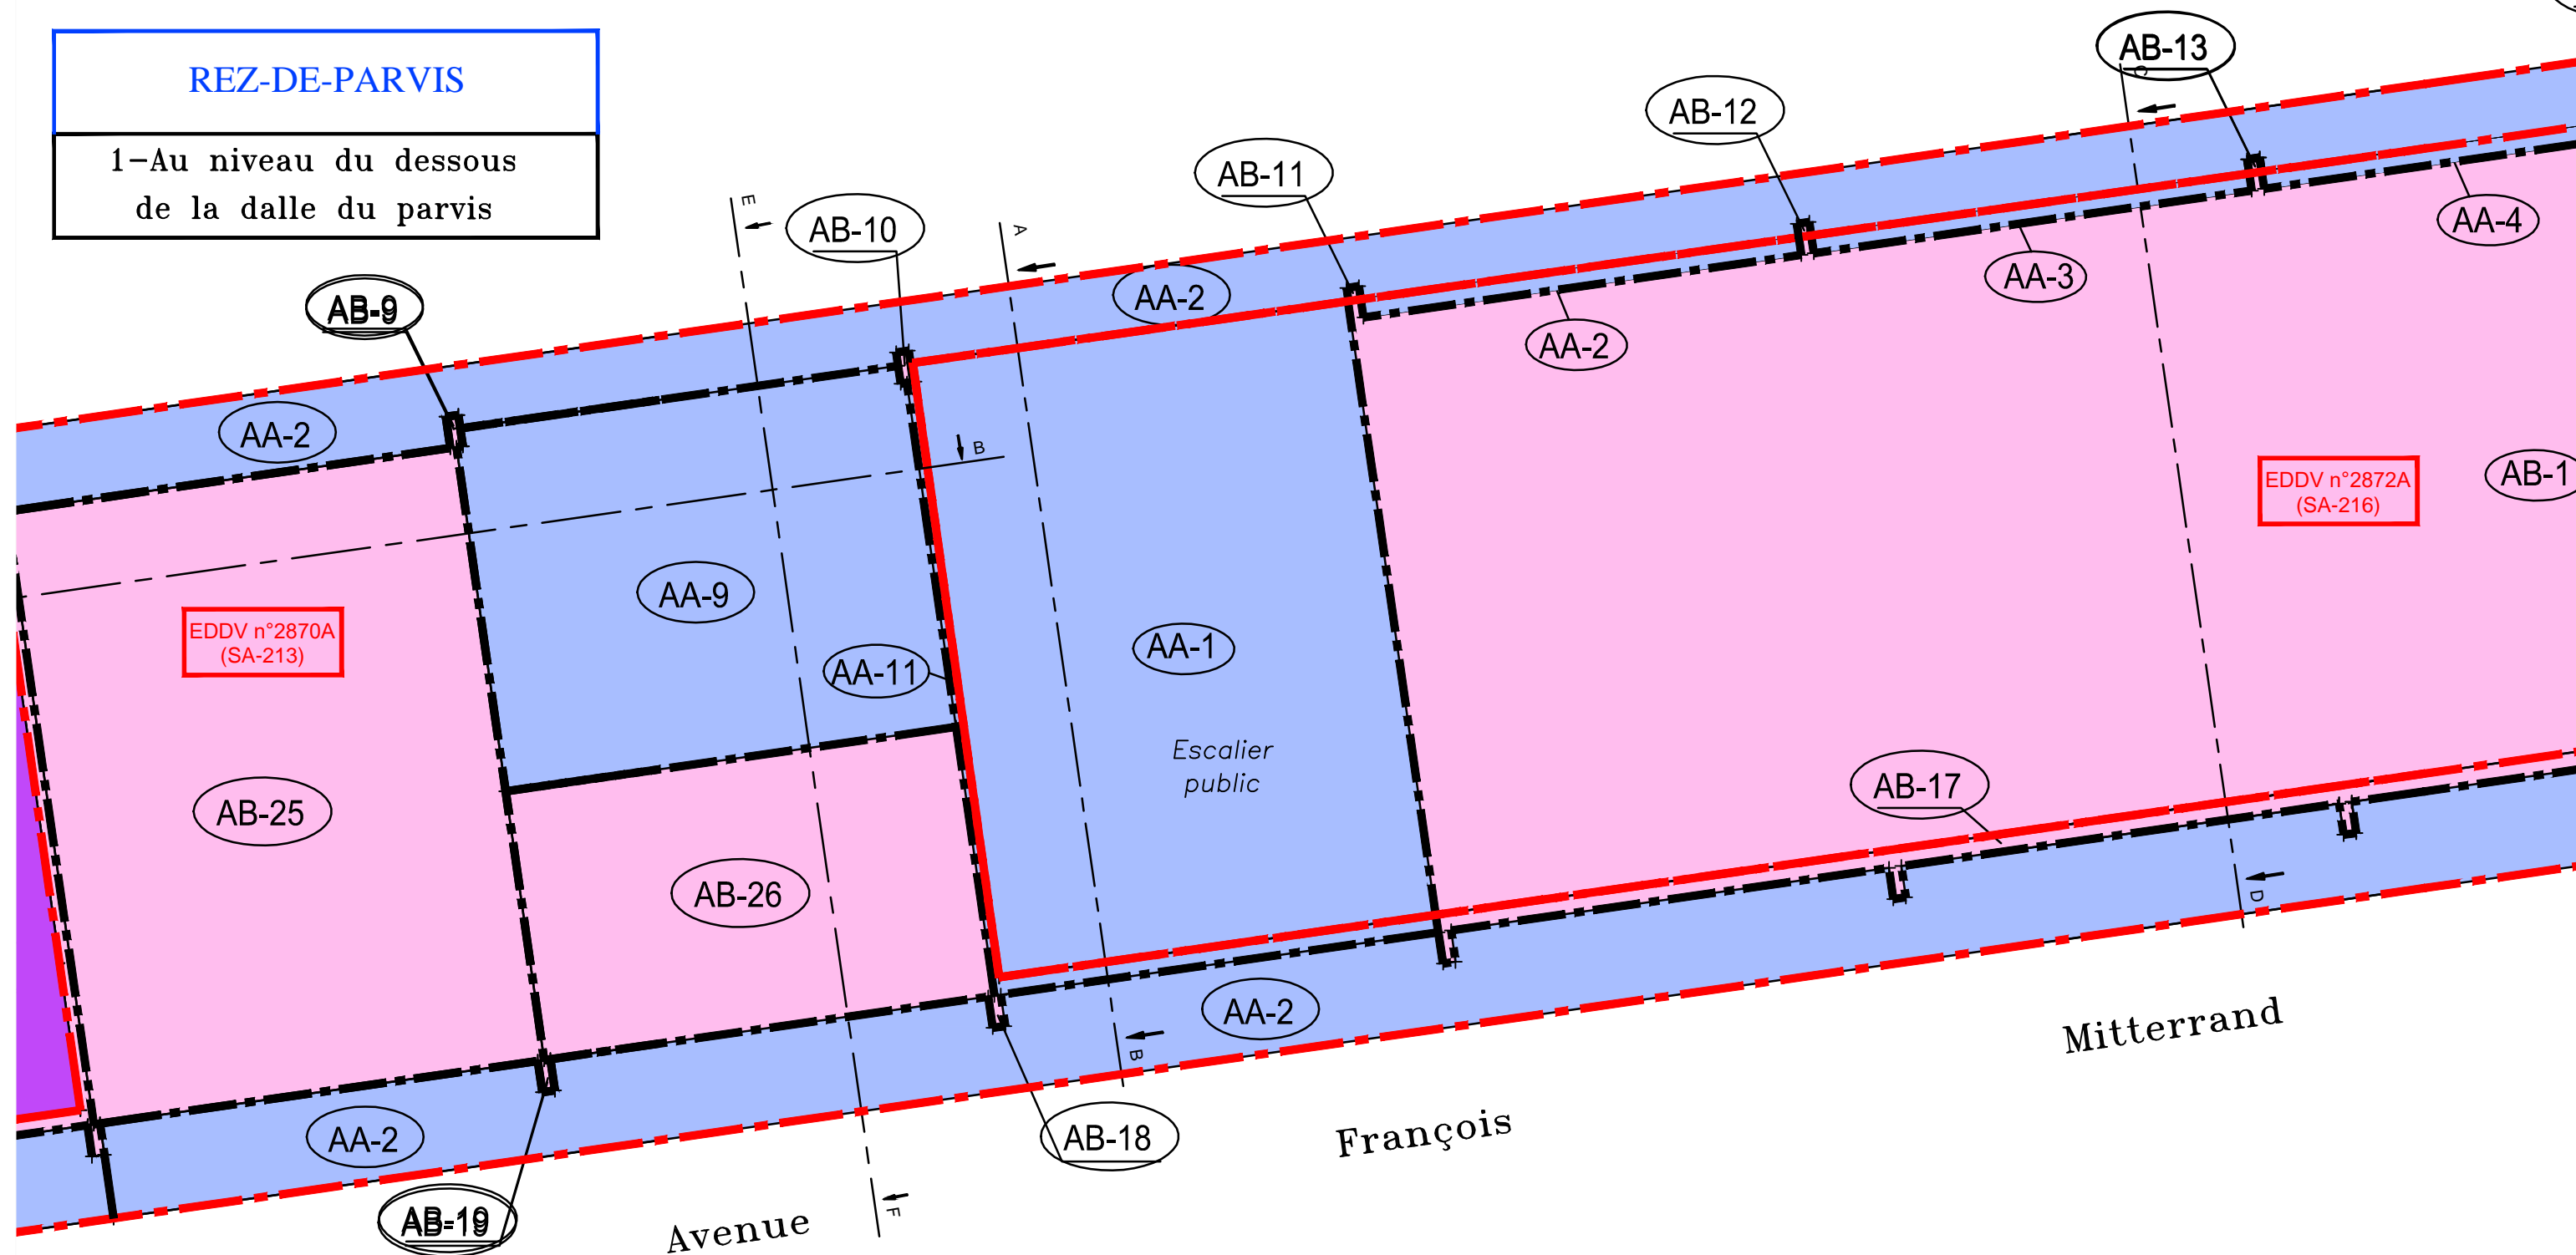 REZ-DE-PARVIS
1-Au niveau du dessous
de la dalle du parvis
AB-13
C
AB-12
AB-11
E
AB-10
A
AA-4
AA-3
AA-2
AB-9
AA-2
AA-2
B
EDDV n°2872A
(SA-216)
AB-1
AA-9
EDDV n°2870A
(SA-213)
AA-11
AA-1
Escalier
public
AB-17
AB-25
AB-26
D
AA-2
Mitterrand
B
AA-2
AB-18
François
AB-19
F
Avenue